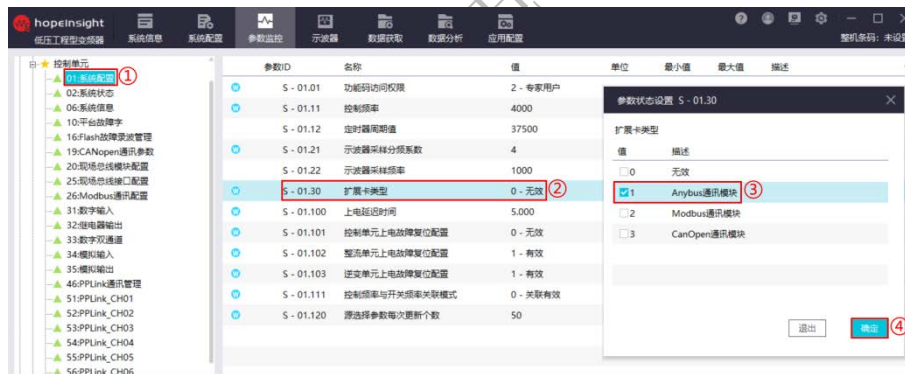 hopeInsight
低压工程型变频器
系统信息
系统配置
参数监控
示波器
数据获取
数据分析
应用配置
整机条码: 未设
控制单元
01:系统配置 ①
02:系统状态
06:系统信息
10:平台故障字
16:Flash故障录波管理
19:CANopen通讯参数
20:现场总线模块配置
25:现场总线接口配置
26:Modbus通讯配置
31:数字输入
32:继电器输出
33:数字双通道
34:模拟输入
35:模拟输出
46:PPLink通讯管理
51:PPLink_CH01
52:PPLink_CH02
53:PPLink_CH03
54:PPLink_CH04
55:PPLink_CH05
56:PPLink_CH06
参数ID 名称 值 单位 最小值 最大值 描述
S - 01.01 功能码访问权限 2 - 专家用户
S - 01.11 控制频率 4000
S - 01.12 定时器周期值 37500
S - 01.21 示波器采样分频系数 4
S - 01.22 示波器采样频率 1000
S - 01.30 扩展卡类型 0 - 无效 ②
S - 01.100 上电延迟时间 5.000
S - 01.101 控制单元上电故障复位配置 0 - 无效
S - 01.102 整流单元上电故障复位配置 1 - 有效
S - 01.103 逆变单元上电故障复位配置 1 - 有效
S - 01.111 控制频率与开关频率关联模式 0 - 关联有效
S - 01.120 源选择参数每次更新个数 50
参数状态设置 S - 01.30
扩展卡类型
值 描述
0 无效
1 Anybus通讯模块 ③
2 Modbus通讯模块
3 CanOpen通讯模块
退出 确定 ④